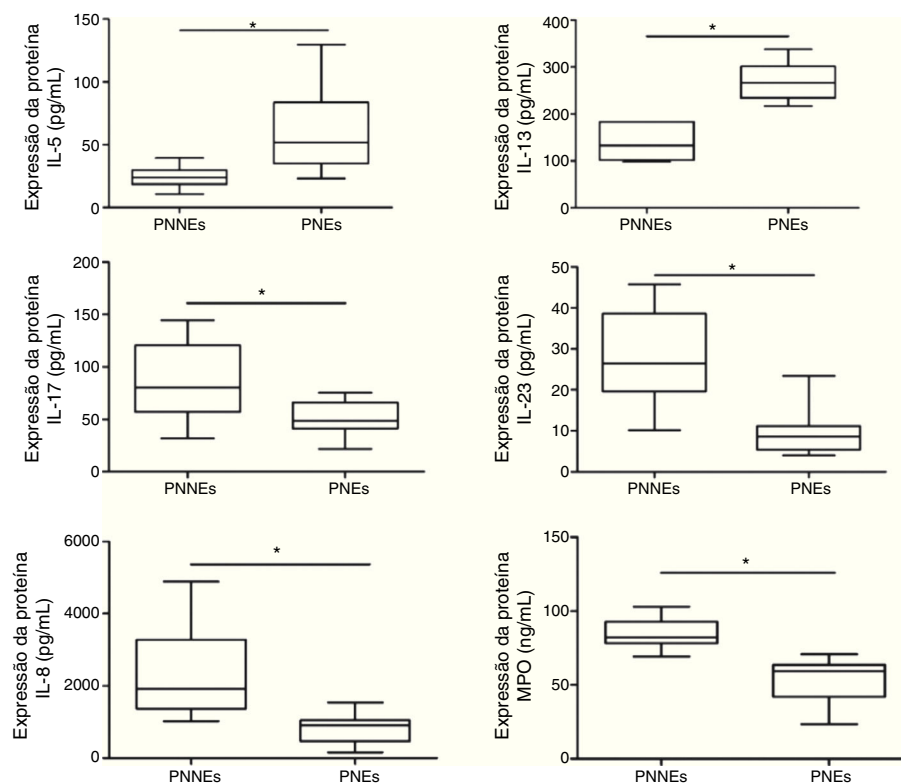 Expressão da proteína
IL-5 (pg/mL)
150
100
50
0
*
PNNEs
PNEs
Expressão da proteína
IL-13 (pg/mL)
400
300
200
100
0
*
PNNEs
PNEs
Expressão da proteína
IL-17 (pg/mL)
200
150
100
50
0
*
PNNEs
PNEs
Expressão da proteína
IL-23 (pg/mL)
50
40
30
20
10
0
*
PNNEs
PNEs
Expressão da proteína
IL-8 (pg/mL)
6000
4000
2000
0
*
PNNEs
PNEs
Expressão da proteína
MPO (ng/mL)
150
100
50
0
*
PNNEs
PNEs